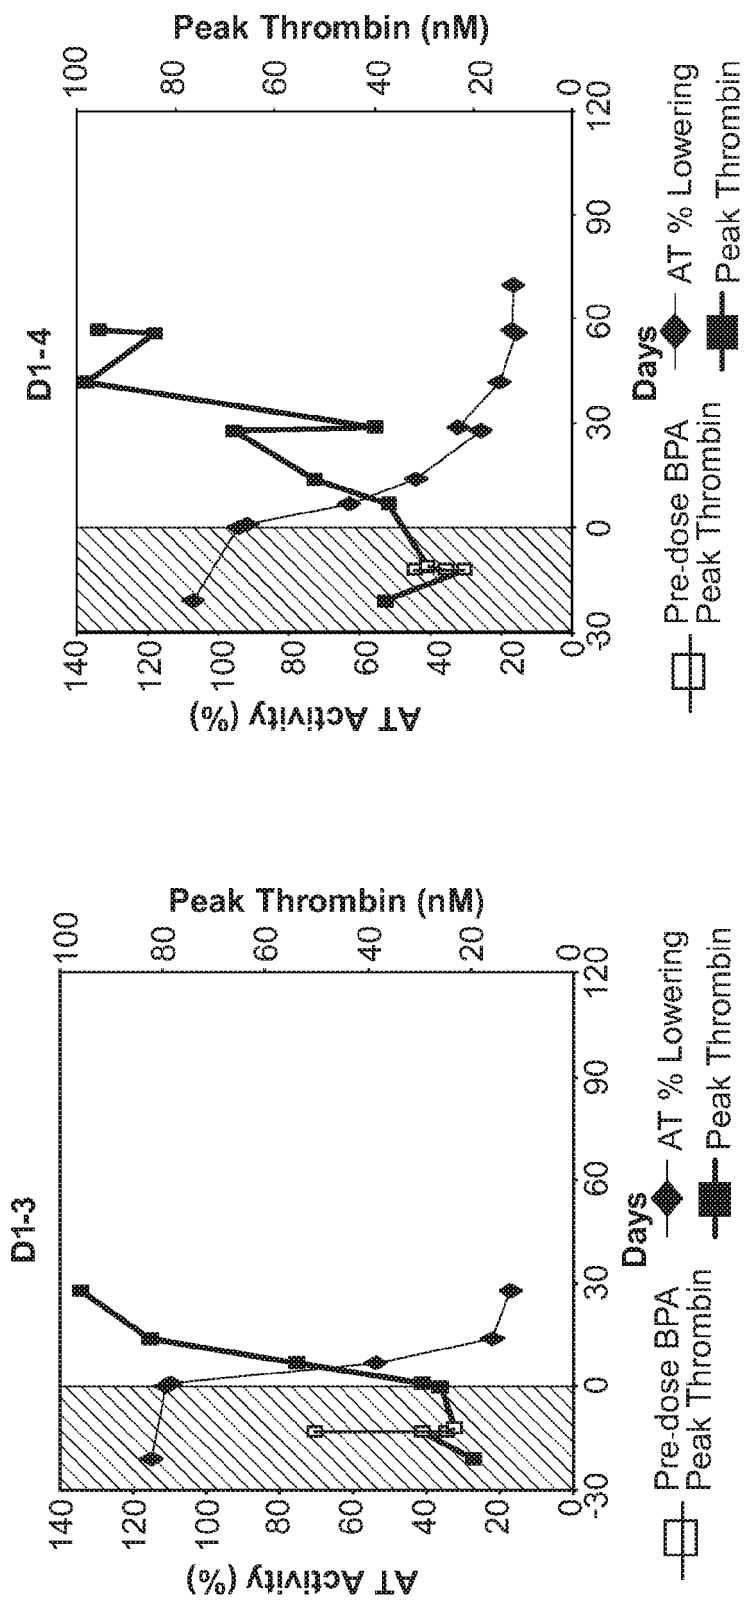 D1-3
AT Activity (%)
140
120
100
80
60
40
20
0
-30
0
30
60
90
120
Days
100
80
60
40
20
0
Peak Thrombin (nM)
Pre-dose BPA
Peak Thrombin
AT % Lowering
Peak Thrombin
D1-4
AT Activity (%)
140
120
100
80
60
40
20
0
-30
0
30
60
90
120
Days
100
80
60
40
20
0
Peak Thrombin (nM)
Pre-dose BPA
Peak Thrombin
AT % Lowering
Peak Thrombin